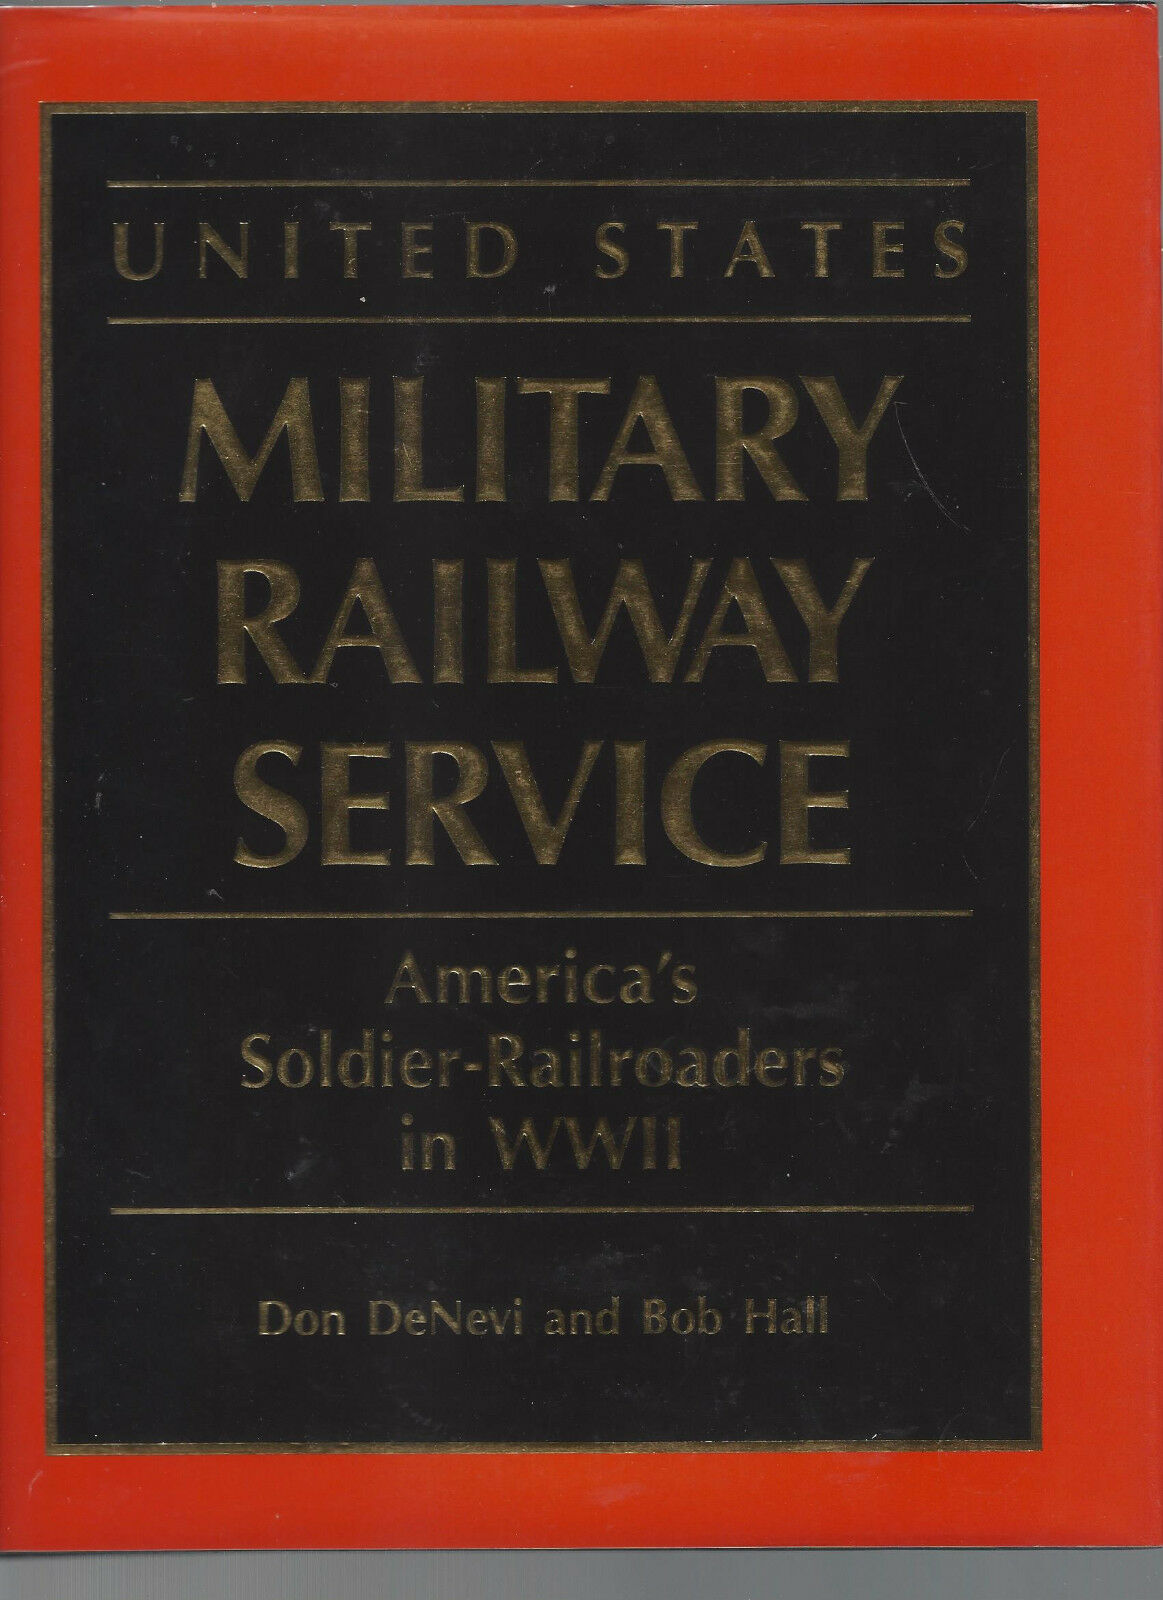 UNITED STATES
MILITARY
RAILWAY
SERVICE
America's
Soldier-Railroaders
in WWII
Don DeNevi and Bob Hall